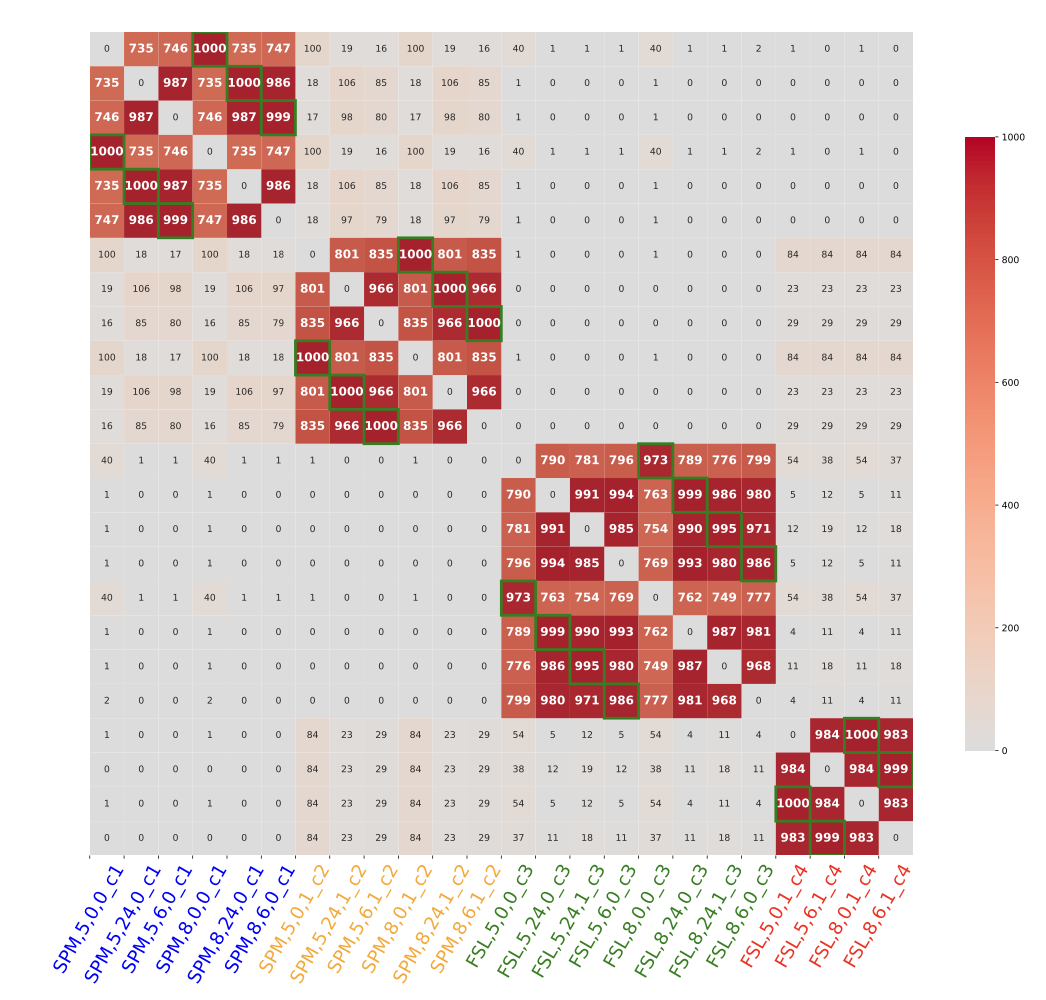 0 735 746 1000 735 747 100 19 16 100 19 16 40 1 1 1 40 1 1 2 1 0 1 0
735 0 987 735 1000 986 18 106 85 18 106 85 1 0 0 0 1 0 0 0 0 0 0 0
746 987 0 746 987 999 17 98 80 17 98 80 1 0 0 0 1 0 0 0 0 0 0 0
1000 735 746 0 735 747 100 19 16 100 19 16 40 1 1 1 40 1 1 2 1 0 1 0
735 1000 987 735 0 986 18 106 85 18 106 85 1 0 0 0 1 0 0 0 0 0 0 0
747 986 999 747 986 0 18 97 79 18 97 79 1 0 0 0 1 0 0 0 0 0 0 0
100 18 17 100 18 18 0 801 835 1000 801 835 1 0 0 0 1 0 0 0 84 84 84 84
19 106 98 19 106 97 801 0 966 801 1000 966 0 0 0 0 0 0 0 0 23 23 23 23
16 85 80 16 85 79 835 966 0 835 966 1000 0 0 0 0 0 0 0 0 29 29 29 29
100 18 17 100 18 18 1000 801 835 0 801 835 1 0 0 0 1 0 0 0 84 84 84 84
19 106 98 19 106 97 801 1000 966 801 0 966 0 0 0 0 0 0 0 0 23 23 23 23
16 85 80 16 85 79 835 966 1000 835 966 0 0 0 0 0 0 0 0 0 29 29 29 29
40 1 1 40 1 1 1 0 0 1 0 0 0 790 781 796 973 789 776 799 54 38 54 37
1 0 0 1 0 0 0 0 0 0 0 0 790 0 991 994 763 999 986 980 5 12 5 11
1 0 0 1 0 0 0 0 0 0 0 0 781 991 0 985 754 990 995 971 12 19 12 18
1 0 0 1 0 0 0 0 0 0 0 0 796 994 985 0 769 993 980 986 5 12 5 11
40 1 1 40 1 1 1 0 0 1 0 0 973 763 754 769 0 762 749 777 54 38 54 37
1 0 0 1 0 0 0 0 0 0 0 0 789 999 990 993 762 0 987 981 4 11 4 11
1 0 0 1 0 0 0 0 0 0 0 0 776 986 995 980 749 987 0 968 11 18 11 18
2 0 0 2 0 0 0 0 0 0 0 0 799 980 971 986 777 981 968 0 4 11 4 11
1 0 0 1 0 0 84 23 29 84 23 29 54 5 12 5 54 4 11 4 0 984 1000 983
0 0 0 0 0 0 84 23 29 84 23 29 38 12 19 12 38 11 18 11 984 0 984 999
1 0 0 1 0 0 84 23 29 84 23 29 54 5 12 5 54 4 11 4 1000 984 0 983
0 0 0 0 0 0 84 23 29 84 23 29 37 11 18 11 37 11 18 11 983 999 983 0
SPM,5,0,0_c1
SPM,5,24,0_c1
SPM,5,6,0_c1
SPM,8,0,0_c1
SPM,8,24,0_c1
SPM,8,6,0_c1
SPM,5,0,1_c2
SPM,5,24,1_c2
SPM,5,6,1_c2
SPM,8,0,1_c2
SPM,8,24,1_c2
SPM,8,6,1_c2
FSL,5,0,0_c3
FSL,5,24,0_c3
FSL,5,24,1_c3
FSL,5,6,0_c3
FSL,8,0,0_c3
FSL,8,24,0_c3
FSL,8,24,1_c3
FSL,8,6,0_c3
FSL,5,0,1_c4
FSL,5,6,1_c4
FSL,8,0,1_c4
FSL,8,6,1_c4
1000
800
600
400
200
0